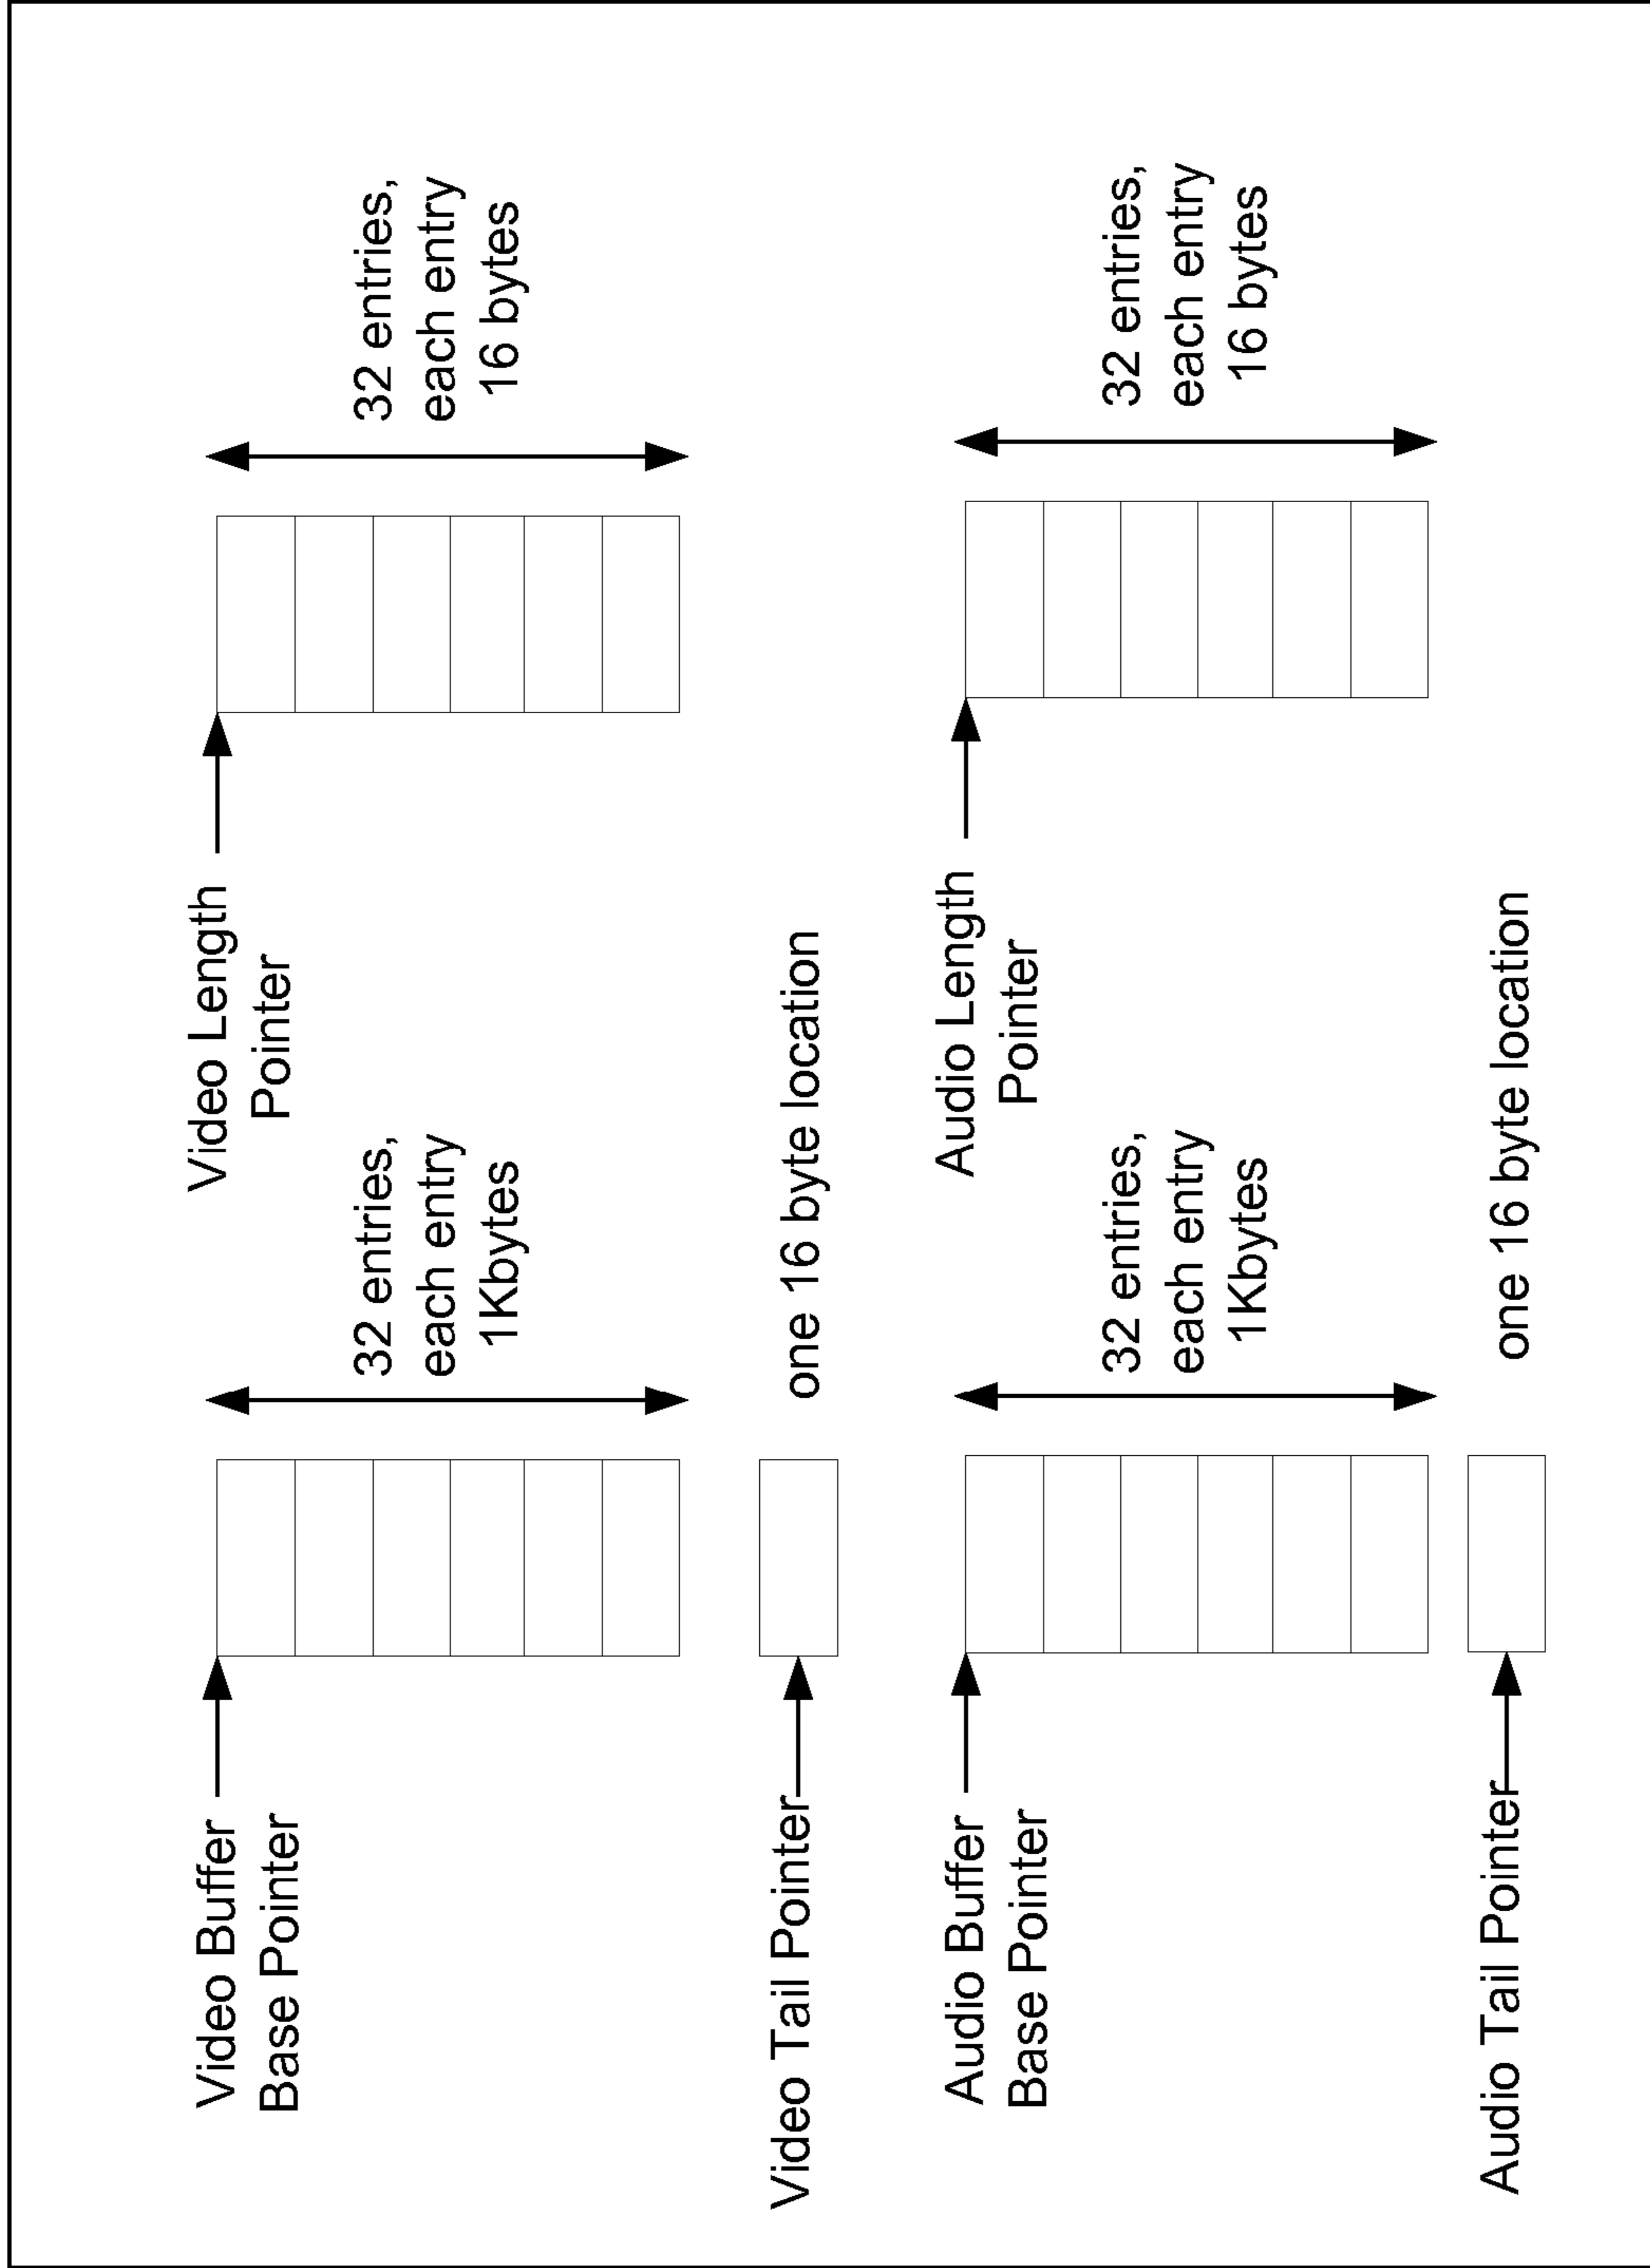 Video Buffer
Base Pointer
32 entries,
each entry
1Kbytes
Video Length
Pointer
32 entries,
each entry
16 bytes
Video Tail Pointer
one 16 byte location
Audio Buffer
Base Pointer
32 entries,
each entry
1Kbytes
Audio Length
Pointer
32 entries,
each entry
16 bytes
Audio Tail Pointer
one 16 byte location